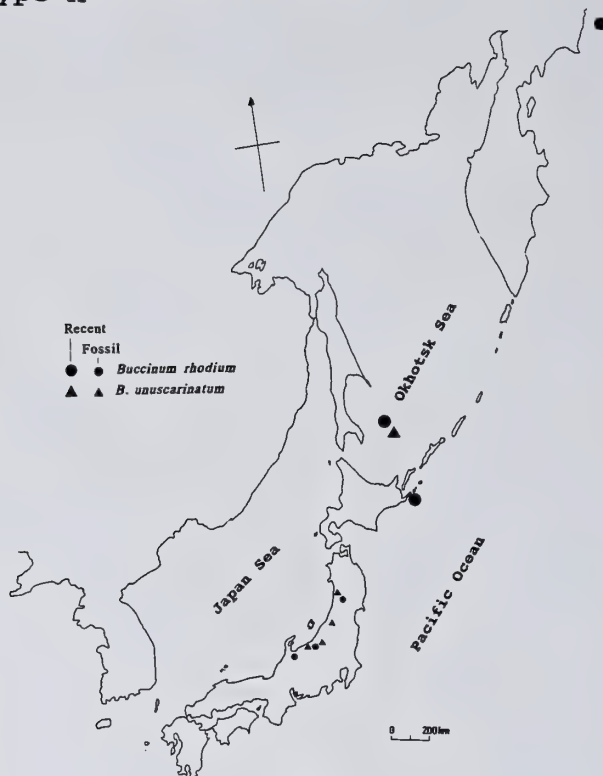 Recent
Fossil
Buccinum rhodium
B. unuscarinatum
Okhotsk Sea
Japan Sea
Pacific Ocean
0 200km